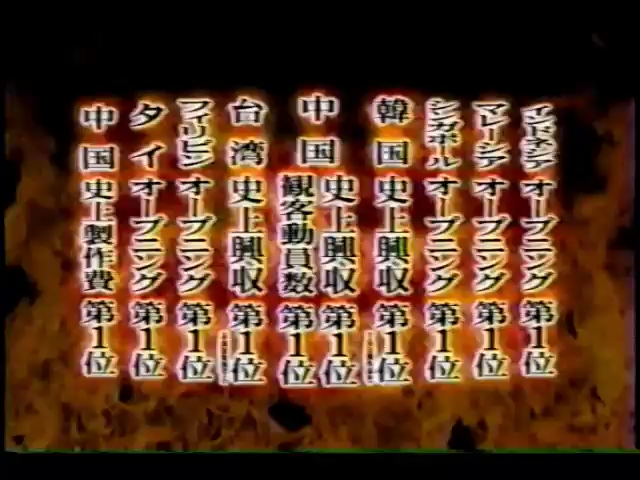 インドネシア オープニング 第1位
マレーシア オープニング 第1位
シンガポール オープニング 第1位
韓国 史上興収 第1位
中国 史上興収 第1位
観客動員数 第1位
台湾 史上興収 第1位
フィリピン オープニング 第1位
タイ オープニング 第1位
中国 史上製作費 第1位